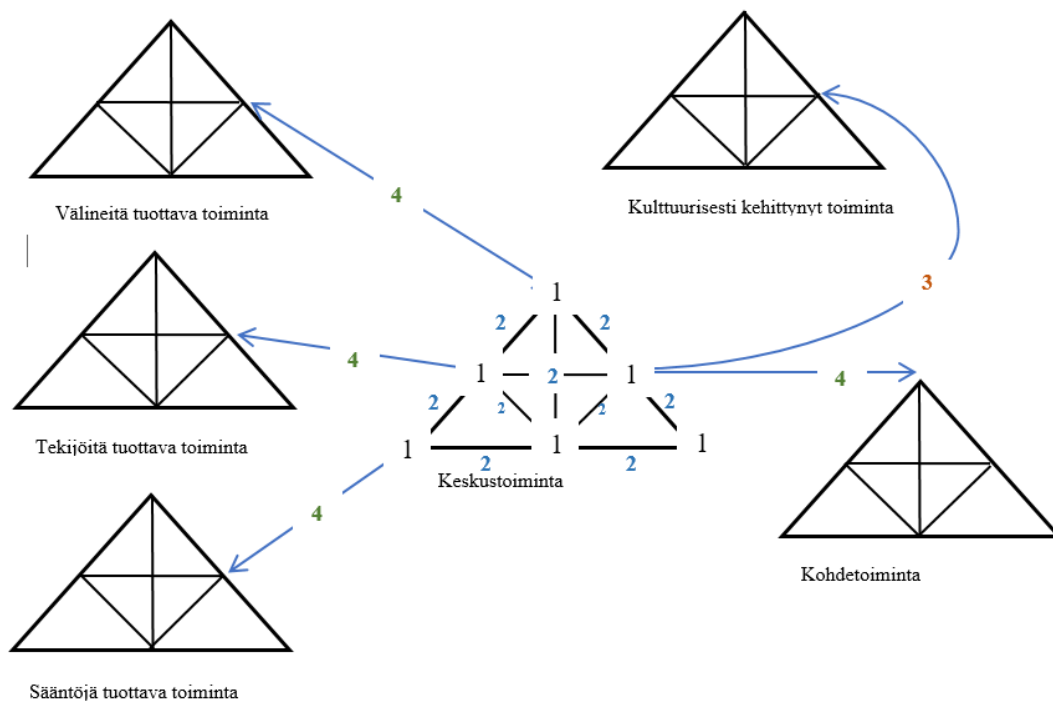 Välineitä tuottava toiminta
Kulttuurisesti kehittynyt toiminta
4
3
1
2 2
4
1 2 1
4
2 2 2 2
Tekijöitä tuottava toiminta
1 1 1
2 2
Keskustoiminta
4
Kohdetoiminta
Sääntöjä tuottava toiminta